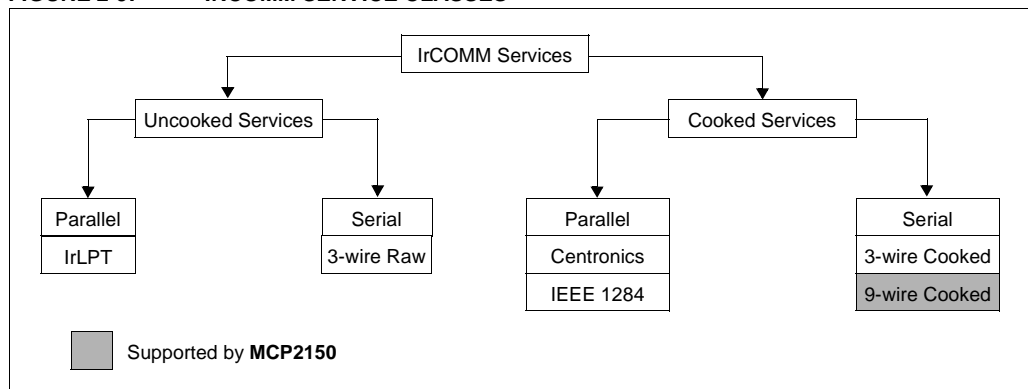 IrCOMM Services
Uncooked Services
Cooked Services
Parallel
IrLPT
Serial
3-wire Raw
Parallel
Centronics
IEEE 1284
Serial
3-wire Cooked
9-wire Cooked
Supported by MCP2150